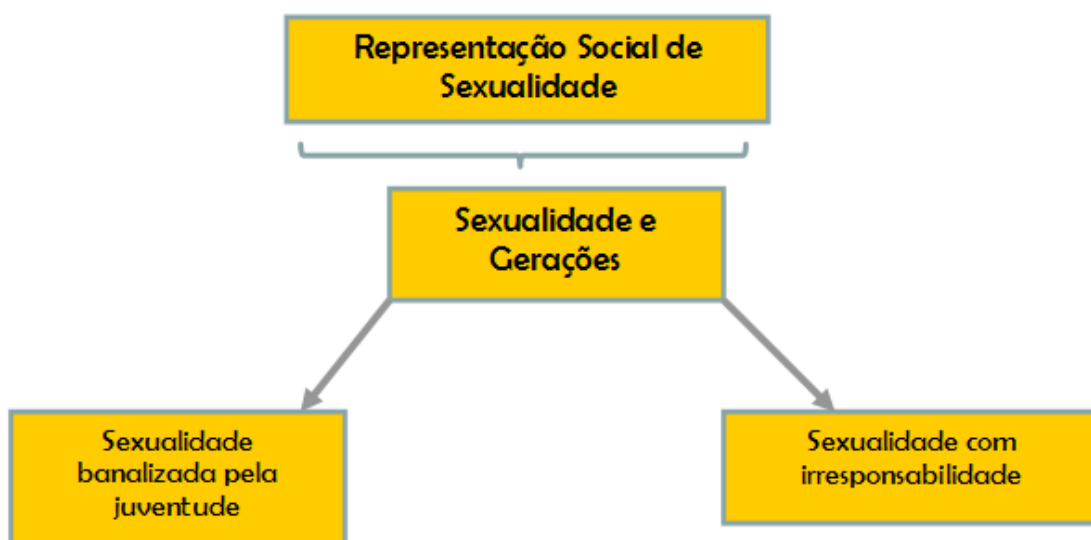 Representação Social de
Sexualidade
Sexualidade e
Gerações
Sexualidade
banalizada pela
juventude
Sexualidade com
irresponsabilidade